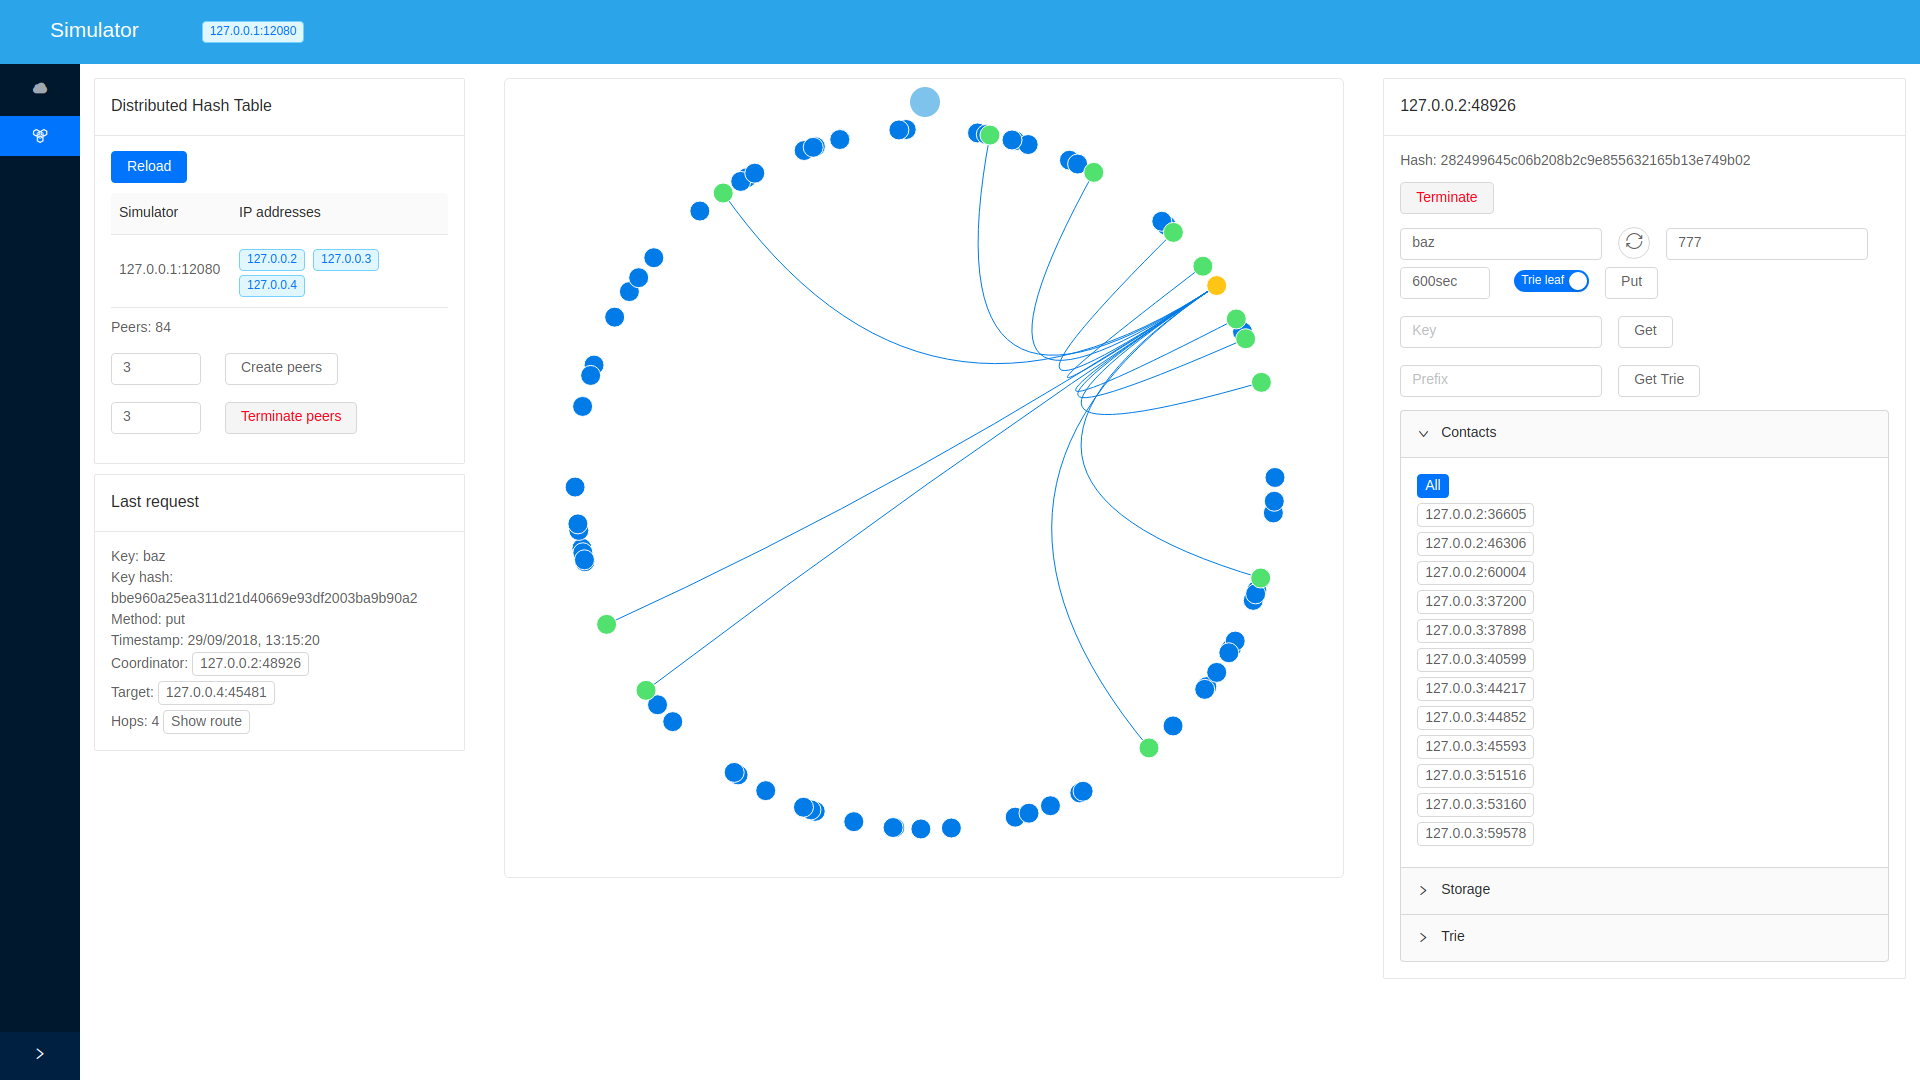 Simulator
127.0.0.1:12080
Distributed Hash Table
Reload
Simulator IP addresses
127.0.0.1:12080
127.0.0.2 127.0.0.3
127.0.0.4
Peers: 84
3 Create peers
3 Terminate peers
Last request
Key: baz
Key hash:
bbe960a25ea311d21d40669e93df2003ba9b90a2
Method: put
Timestamp: 29/09/2018, 13:15:20
Coordinator: 127.0.0.2:48926
Target: 127.0.0.4:45481
Hops: 4 Show route
127.0.0.2:48926
Hash: 282499645c06b208b2c9e855632165b13e749b02
Terminate
baz 777
600sec Trie leaf Put
Key Get
Prefix Get Trie
Contacts
All
127.0.0.2:36605
127.0.0.2:46306
127.0.0.2:60004
127.0.0.3:37200
127.0.0.3:37898
127.0.0.3:40599
127.0.0.3:44217
127.0.0.3:44852
127.0.0.3:45593
127.0.0.3:51516
127.0.0.3:53160
127.0.0.3:59578
Storage
Trie